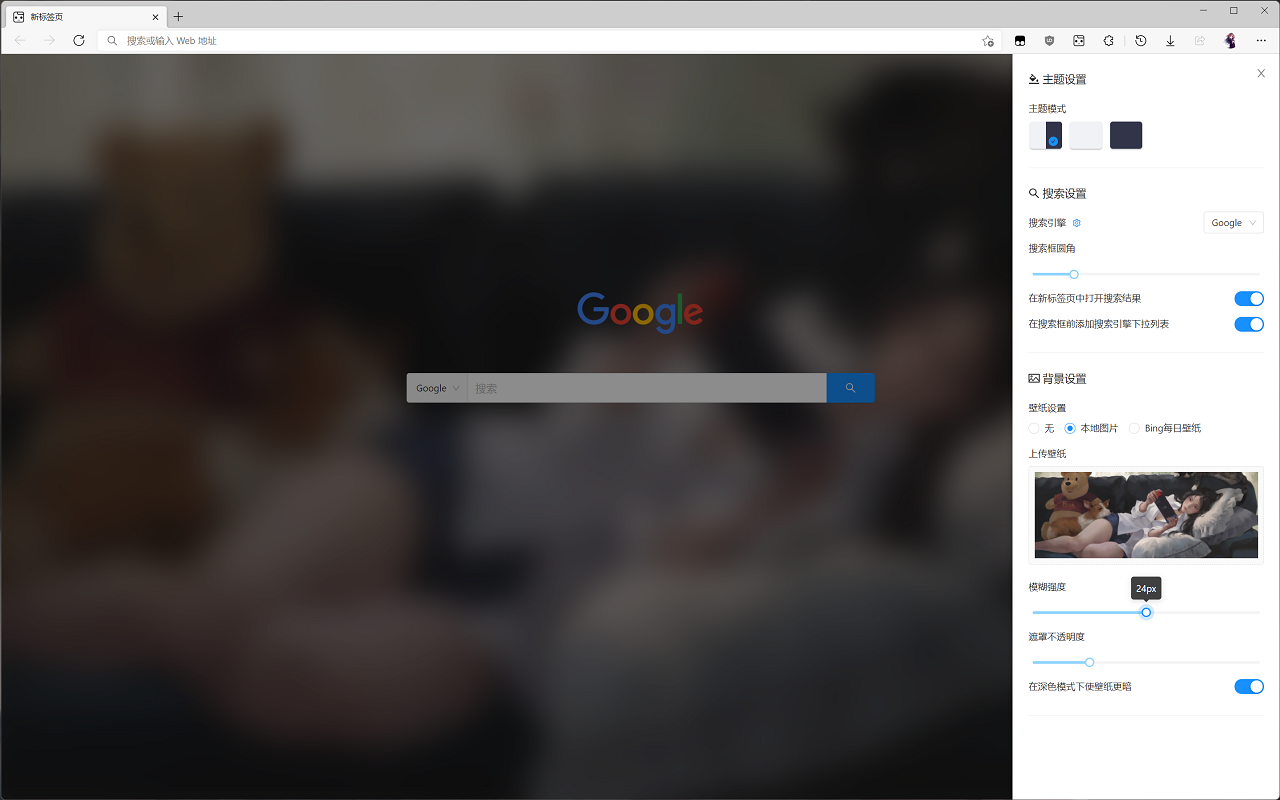 新标签页
搜索或输入 Web 地址
主题设置
主题模式
搜索设置
搜索引擎
Google
搜索框圆角
在新标签页中打开搜索结果
在搜索框前添加搜索引擎下拉列表
Google
Google
搜索
背景设置
壁纸设置
无
本地图片
Bing每日壁纸
上传壁纸
模糊强度
24px
遮罩不透明度
在深色模式下使壁纸更暗